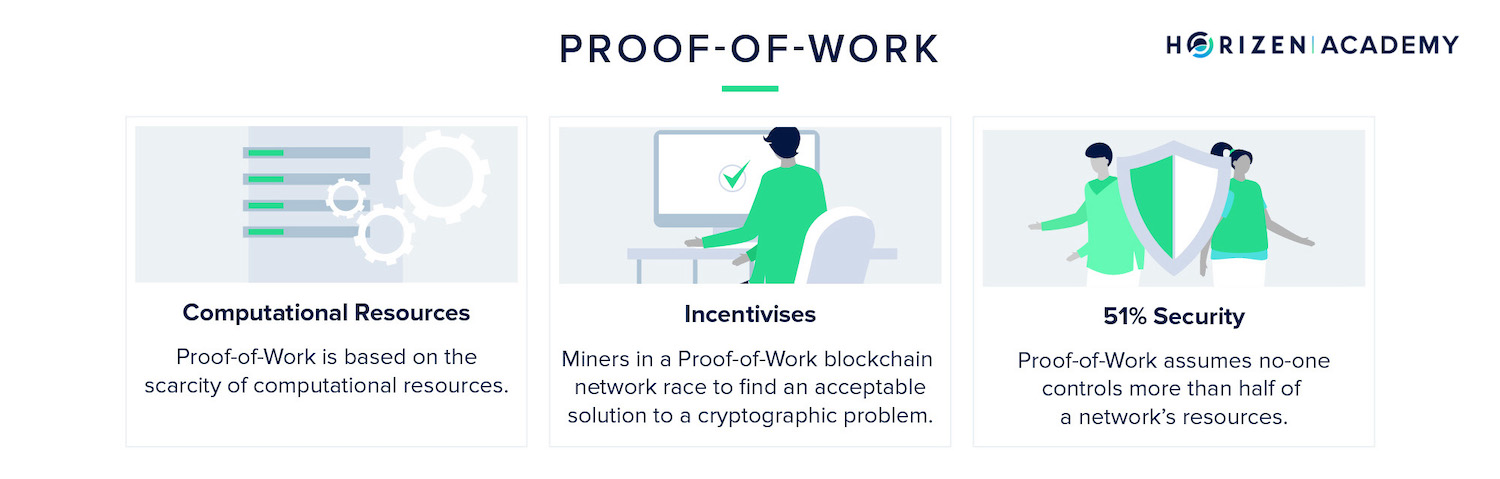 PROOF-OF-WORK
HORIZEN | ACADEMY
Computational Resources
Proof-of-Work is based on the
scarcity of computational resources.
Incentivises
Miners in a Proof-of-Work blockchain
network race to find an acceptable
solution to a cryptographic problem.
51% Security
Proof-of-Work assumes no-one
controls more than half of
a network's resources.